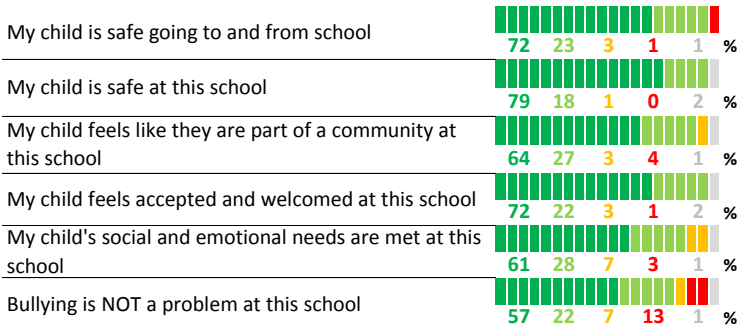 My child is safe going to and from school
72 23 3 1 1 %
My child is safe at this school
79 18 1 0 2 %
My child feels like they are part of a community at
this school
64 27 3 4 1 %
My child feels accepted and welcomed at this school
72 22 3 1 2 %
My child's social and emotional needs are met at this
school
61 28 7 3 1 %
Bullying is NOT a problem at this school
57 22 7 13 1 %